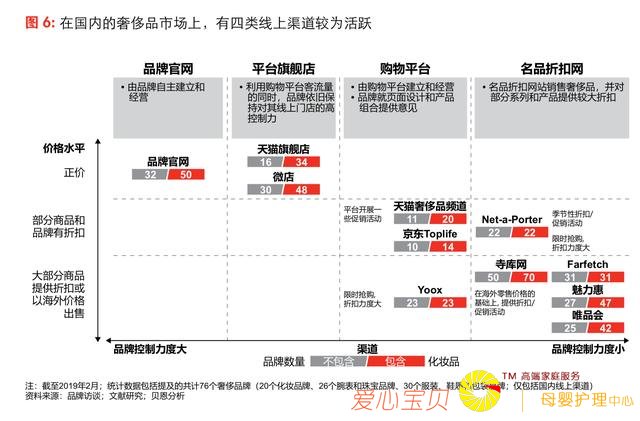 图 6: 在国内的奢侈品市场上，有四类线上渠道较为活跃
品牌官网
平台旗舰店
购物平台
名品折扣网
• 由品牌自主建立和
经营
• 利用购物平台客流量
的同时，品牌依旧保
持对其线上门店的高
控制力
• 由购物平台建立和经营
• 品牌就页面设计和产品
组合提供意见
• 名品折扣网站销售奢侈品，并对
部分系列和产品提供较大折扣
价格水平
正价
品牌官网
32 50
天猫旗舰店
16 34
微店
30 48
部分商品和
品牌有折扣
平台开展一
些促销活动
天猫奢侈品频道
11 20
京东Toplife
10 14
Net-a-Porter
22 22
季节性折扣/
促销活动
限时抢购，
折扣力度大
大部分商品
提供折扣或
以海外价格
出售
限时抢购，
折扣力度大
Yoox
23 23
寺库网
50 70
在海外零售价格的
基础上，提供折扣/
促销活动
Farfetch
31 31
魅力惠
27 47
唯品会
25 42
品牌控制力度大
渠道
品牌控制力度小
品牌数量 不包含 包含 化妆品
注：截至2019年2月；统计数据包括提及的共计76个奢侈品牌（20个化妆品牌、26个腕表和珠宝品牌、30个服装、鞋履 包 牌；仅包括国内线上渠道）
资料来源：品牌访谈；文献研究；贝恩分析
爱心宝贝
TM 高端家庭服务
母婴护理中心